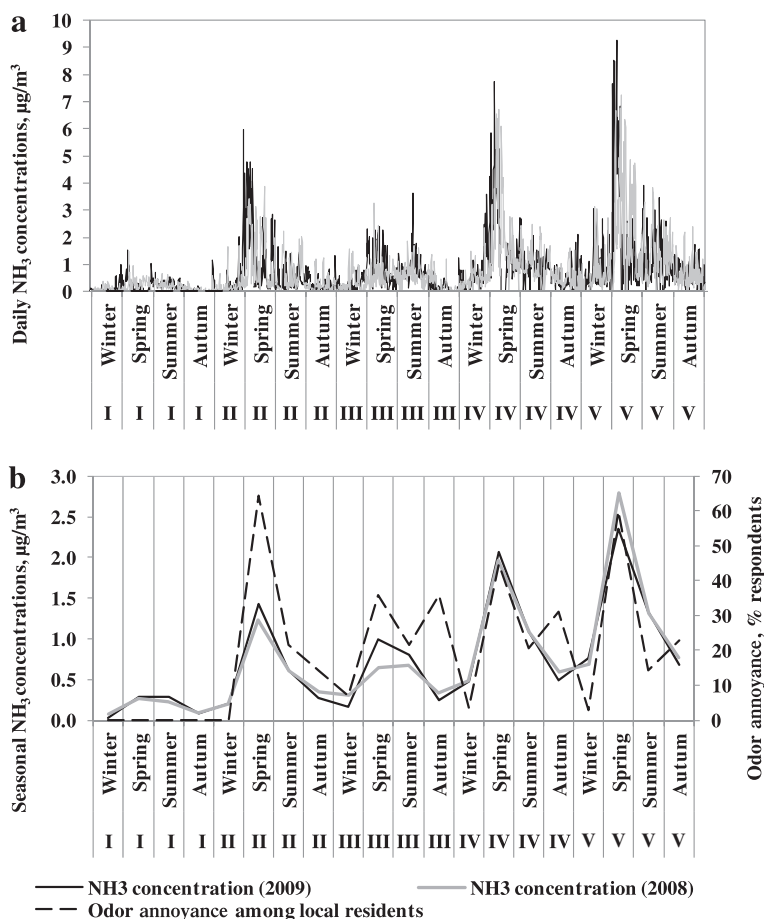 a
Daily NH3 concentrations, µg/m3
10
9
8
7
6
5
4
3
2
1
0
Winter Spring Summer Autum Winter Spring Summer Autum Winter Spring Summer Autum Winter Spring Summer Autum Winter Spring Summer Autum
I I I I II II II II III III III III IV IV IV IV V V V V
b
Seasonal NH3 concentrations, µg/m3
3.0
2.5
2.0
1.5
1.0
0.5
0.0
70
60
50
40
30
20
10
0
Odor annoyance, % respondents
Winter Spring Summer Autum Winter Spring Summer Autum Winter Spring Summer Autum Winter Spring Summer Autum Winter Spring Summer Autum
I I I I II II II II III III III III IV IV IV IV V V V V
NH3 concentration (2009) NH3 concentration (2008)
Odor annoyance among local residents